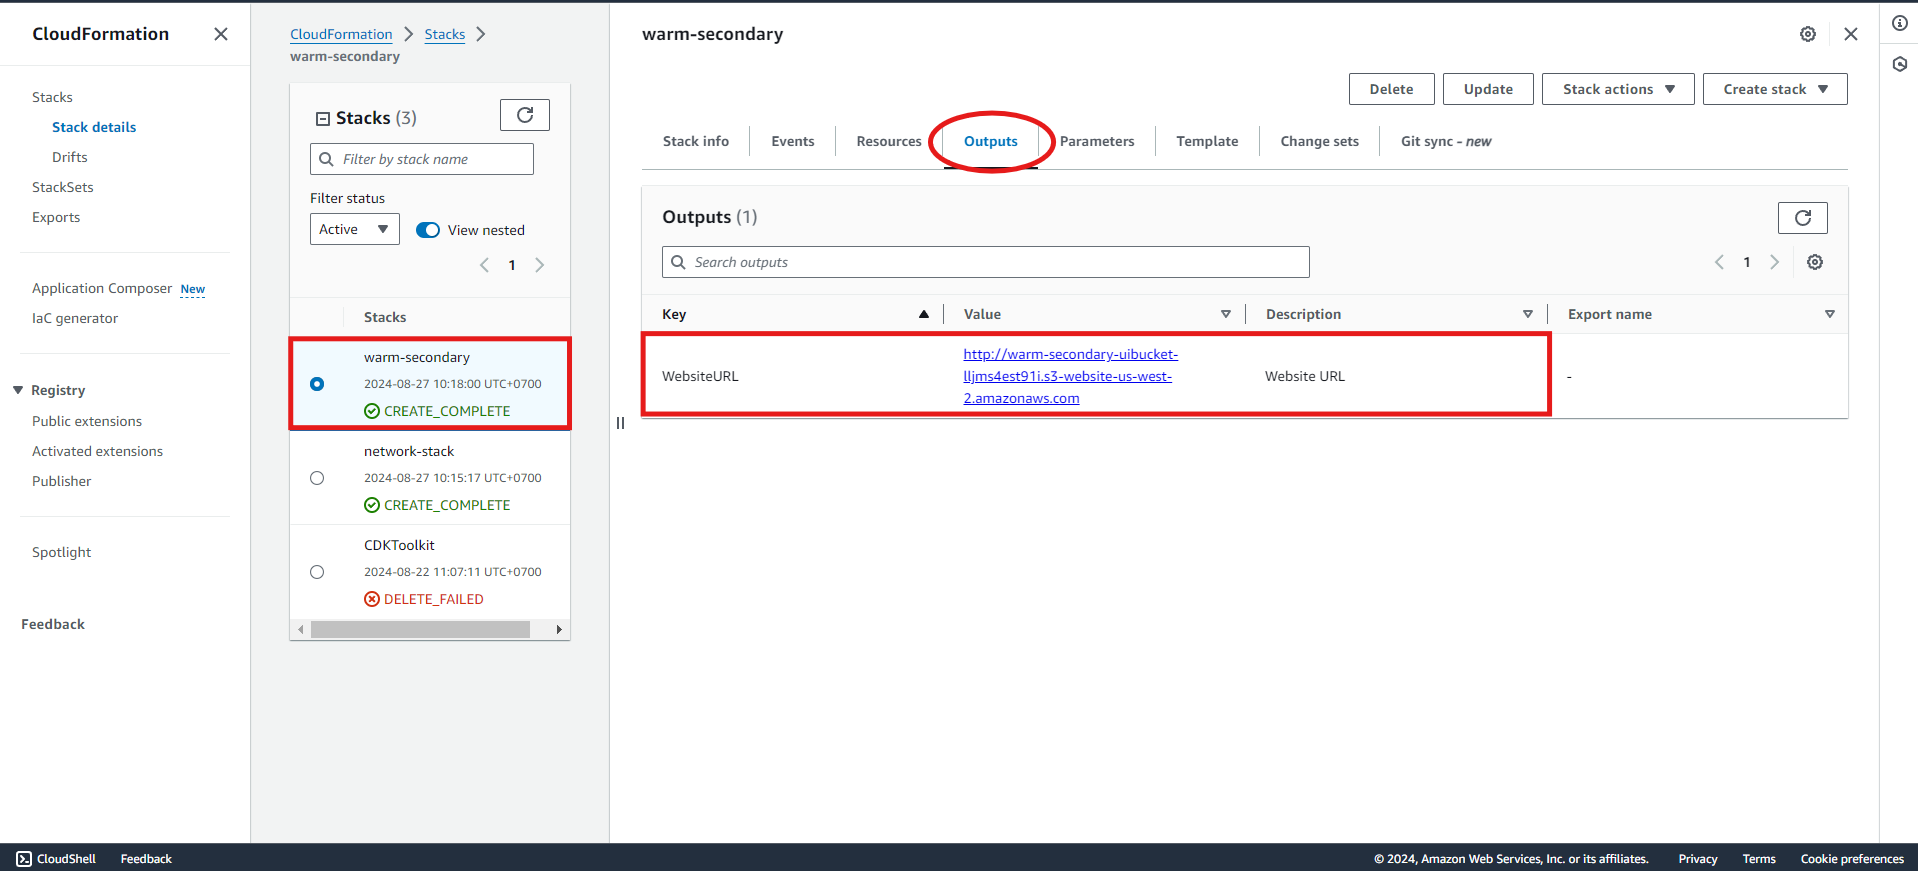 CloudFormation
Stacks
Stack details
Drifts
StackSets
Exports
Application Composer New
IaC generator
Registry
Public extensions
Activated extensions
Publisher
Spotlight
Feedback
CloudFormation Stacks
warm-secondary
Stacks (3)
Filter by stack name
Filter status
Active View nested
1
Stacks
warm-secondary
2024-08-27 10:18:00 UTC+0700
CREATE_COMPLETE
network-stack
2024-08-27 10:15:17 UTC+0700
CREATE_COMPLETE
CDKToolkit
2024-08-22 11:07:11 UTC+0700
DELETE_FAILED
warm-secondary
Delete Update Stack actions Create stack
Stack info Events Resources Outputs Parameters Template Change sets Git sync - new
Outputs (1)
Search outputs
1
Key Value Description Export name
WebsiteURL
http://warm-secondary-uibucket-
lljms4est91i.s3-website-us-west-
2.amazonaws.com
Website URL
-
CloudShell Feedback © 2024, Amazon Web Services, Inc. or its affiliates. Privacy Terms Cookie preferences